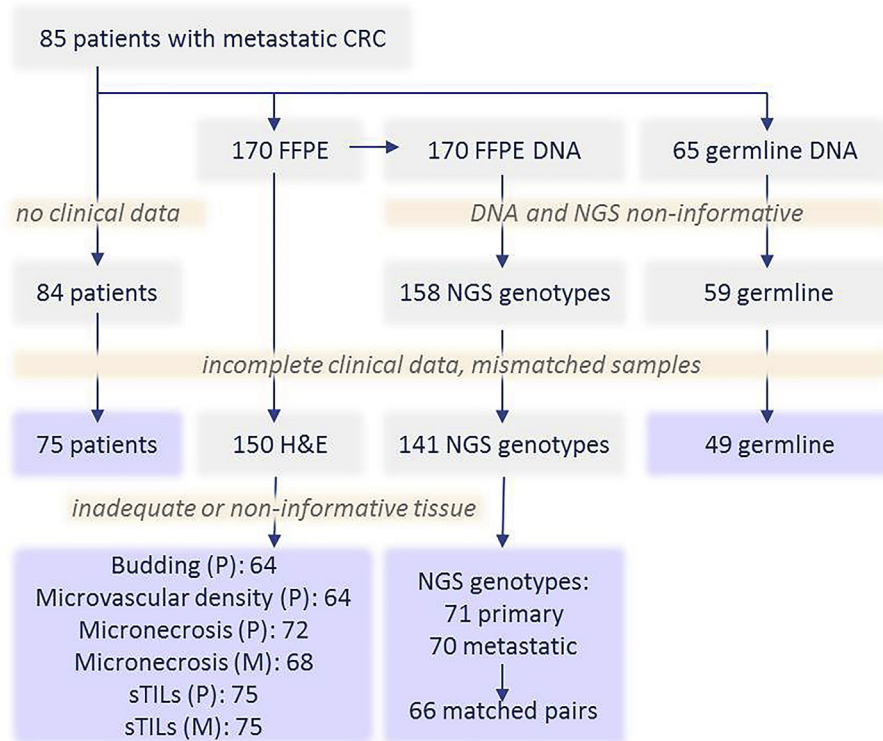 85 patients with metastatic CRC
170 FFPE
170 FFPE DNA
65 germline DNA
no clinical data
DNA and NGS non-informative
84 patients
158 NGS genotypes
59 germline
incomplete clinical data, mismatched samples
75 patients
150 H&E
141 NGS genotypes
49 germline
inadequate or non-informative tissue
Budding (P): 64
Microvascular density (P): 64
Micronecrosis (P): 72
Micronecrosis (M): 68
sTILs (P): 75
sTILs (M): 75
NGS genotypes:
71 primary
70 metastatic
66 matched pairs